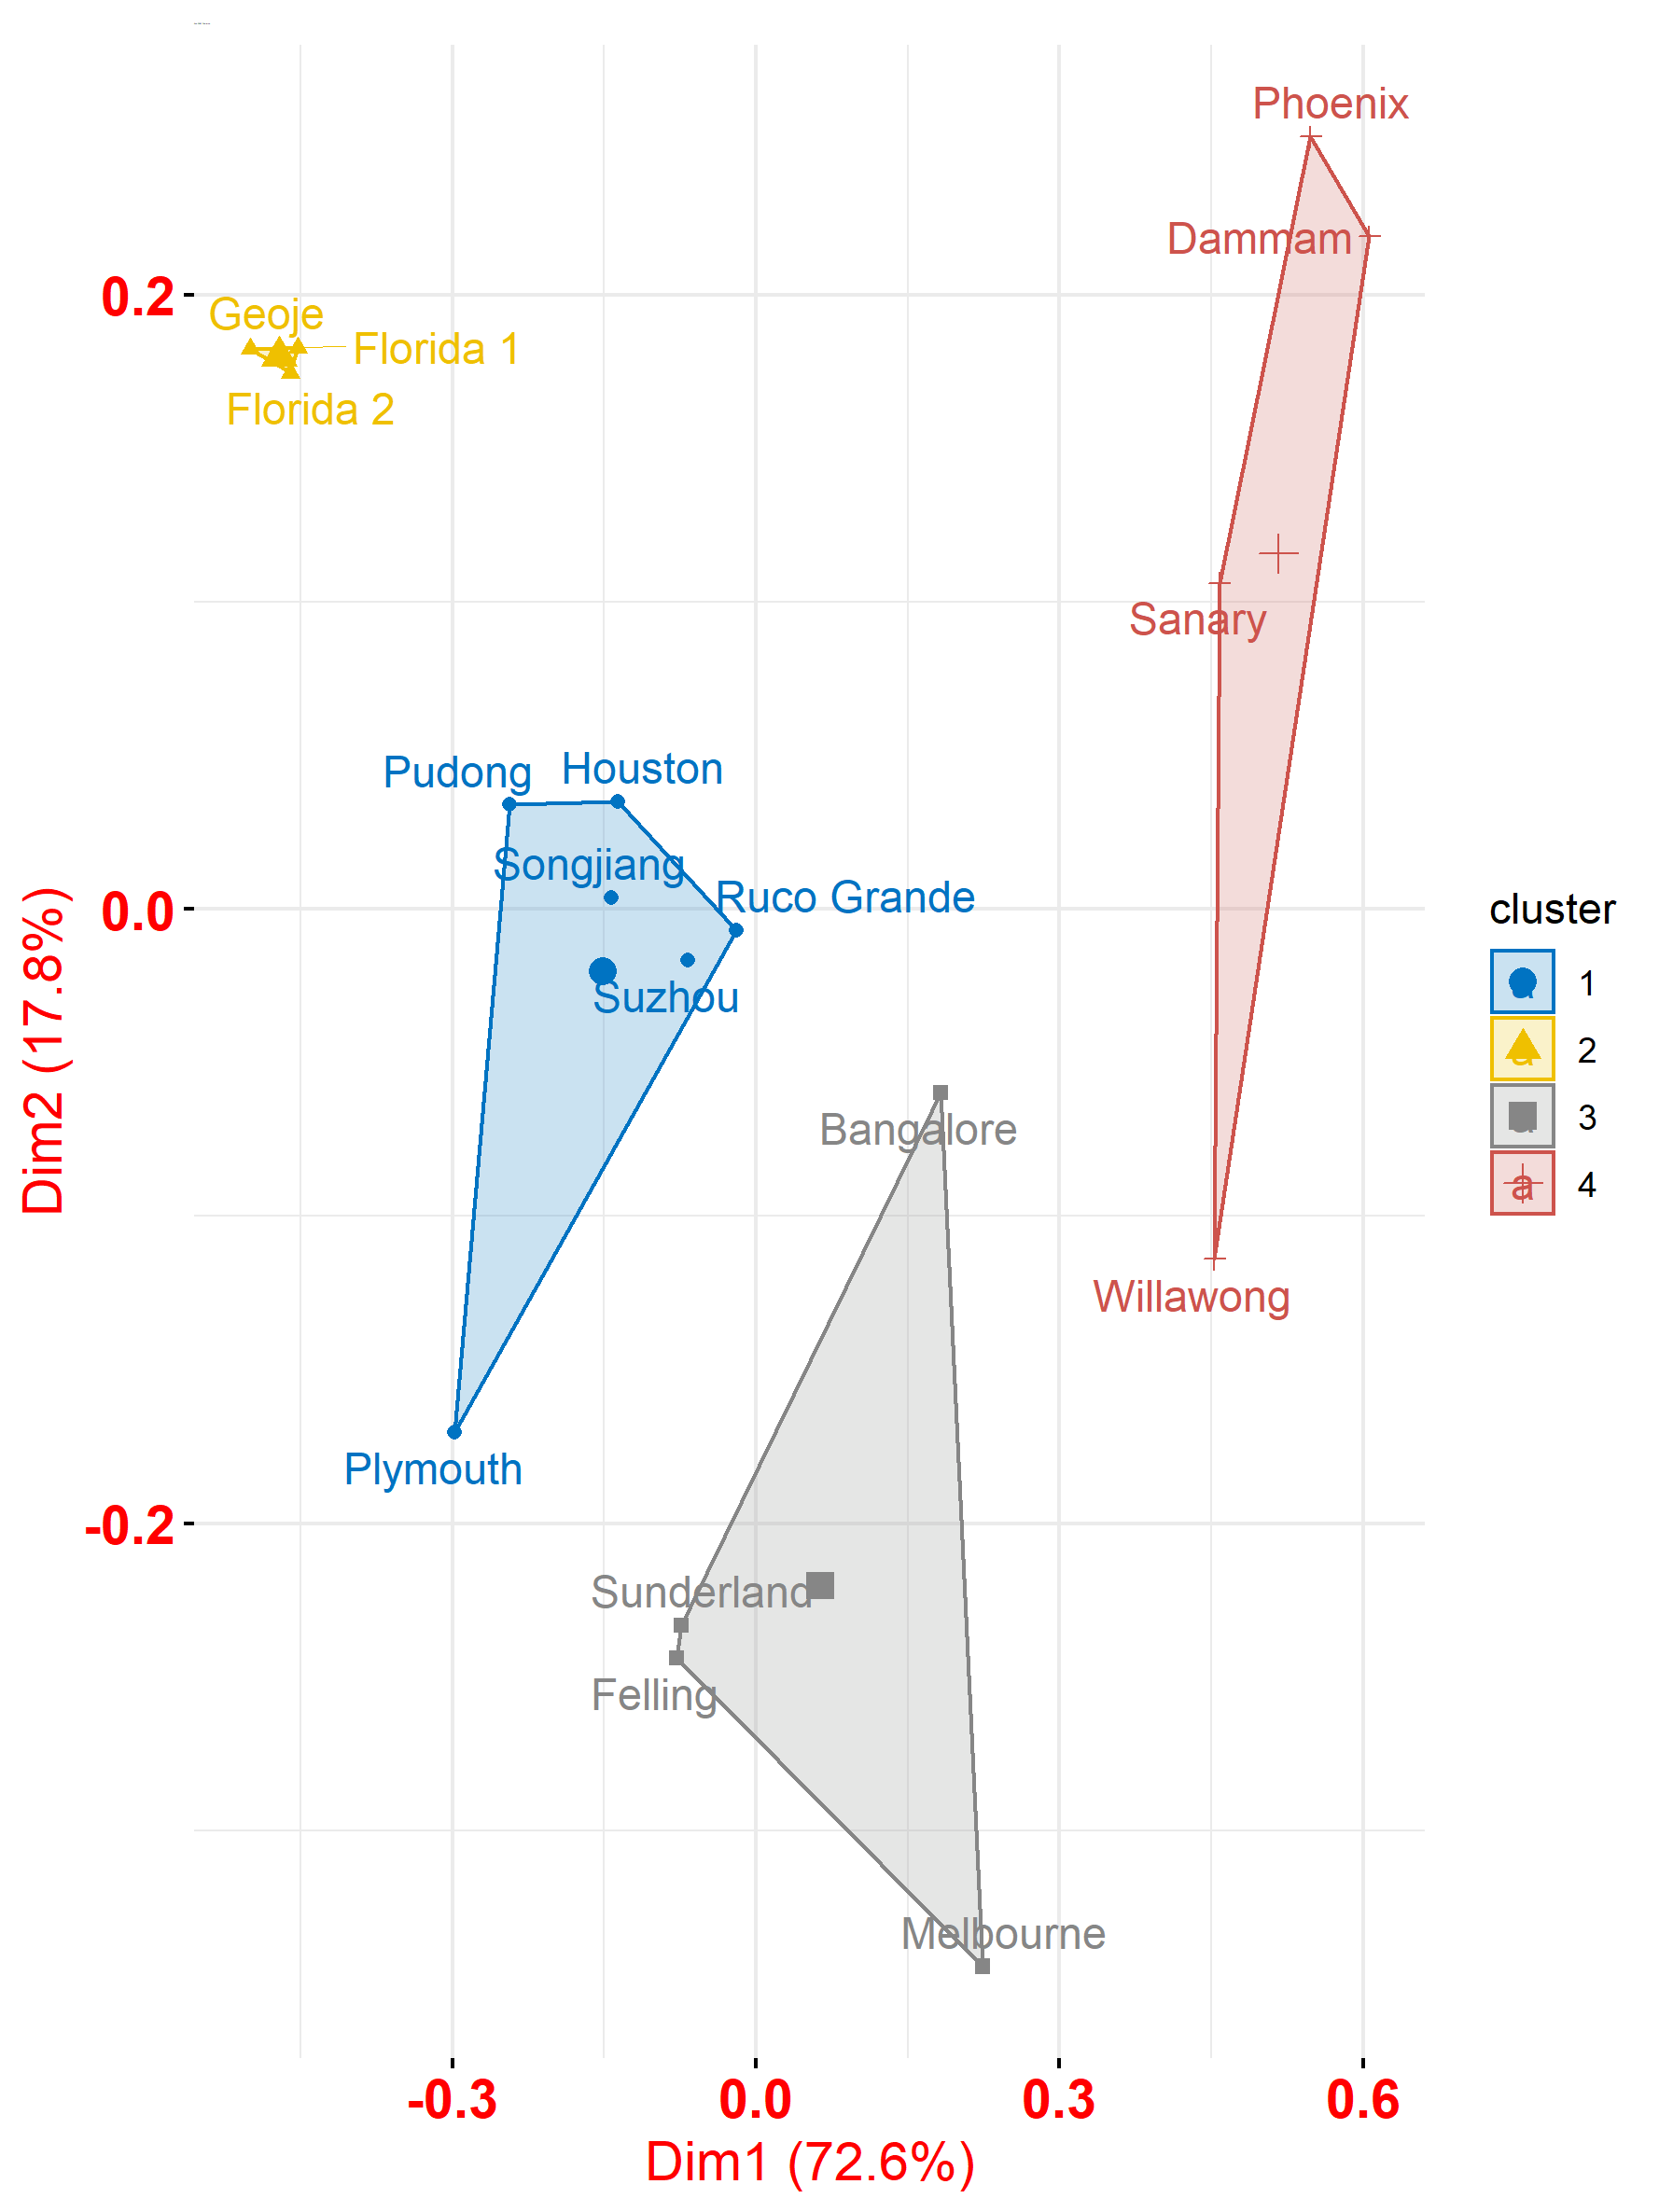 Phoenix
Dammam
0.2
Geoje
Florida 1
Florida 2
Sanary
Pudong
Houston
Songjiang
Ruco Grande
0.0
Suzhou
Dim2 (17.8%)
cluster
a 1
a 2
a 3
a 4
Bangalore
Willawong
Plymouth
-0.2
Sunderland
Felling
Melbourne
-0.3 0.0 0.3 0.6
Dim1 (72.6%)